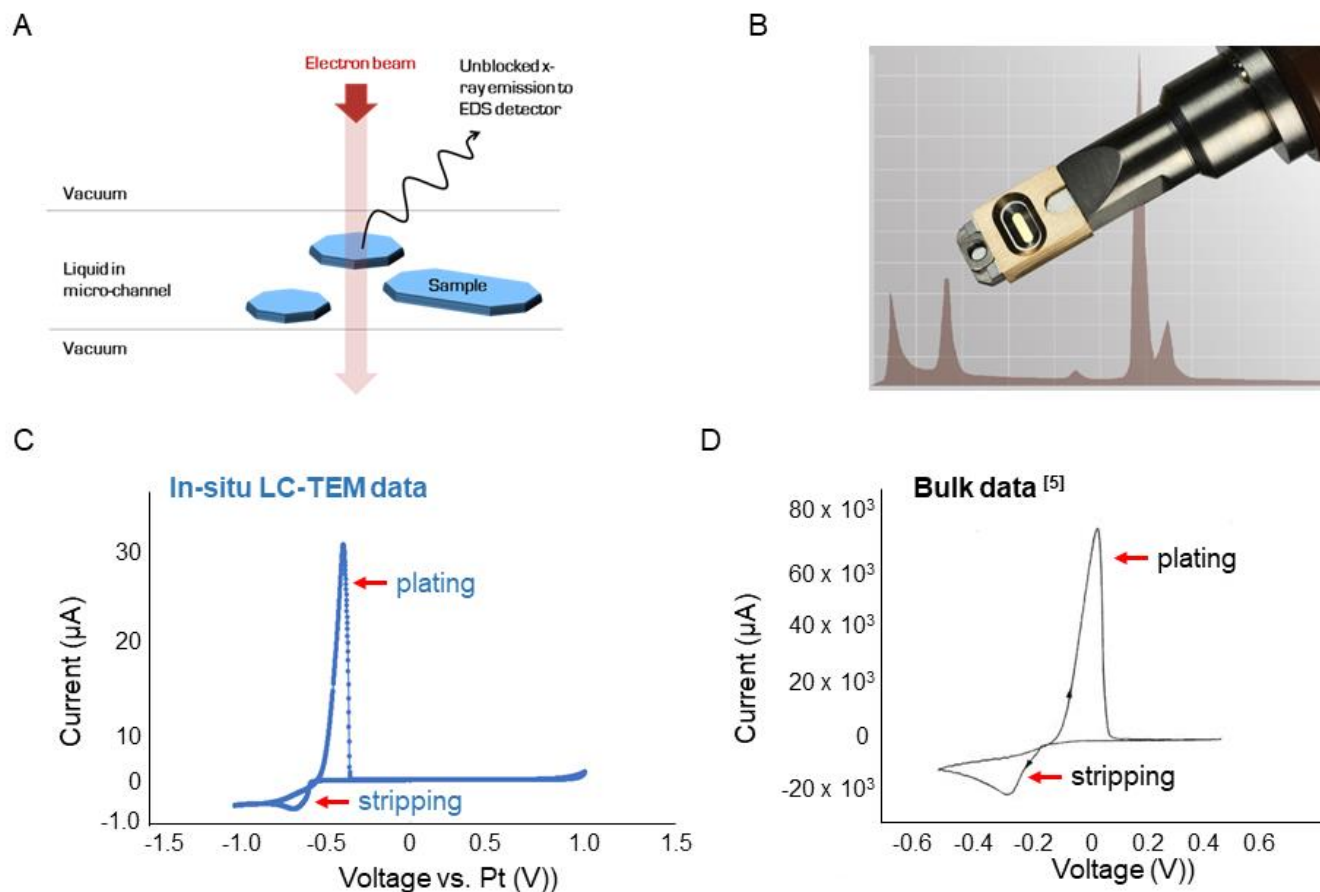 A
B
Electron beam
Unblocked x-
ray emission to
EDS detector
Vacuum
Liquid in
micro-channel
Sample
Vacuum
C
D
In-situ LC-TEM data
Current (µA)
30
20
10
0
-1.0
plating
stripping
-1.5
-1.0
-0.5
0
0.5
1.0
1.5
Voltage vs. Pt (V))
Bulk data [5]
Current (µA)
80 x 10³
60 x 10³
40 x 10³
20 x 10³
0
-20 x 10³
plating
stripping
-0.6
-0.4
-0.2
0
0.2
0.4
0.6
Voltage (V))